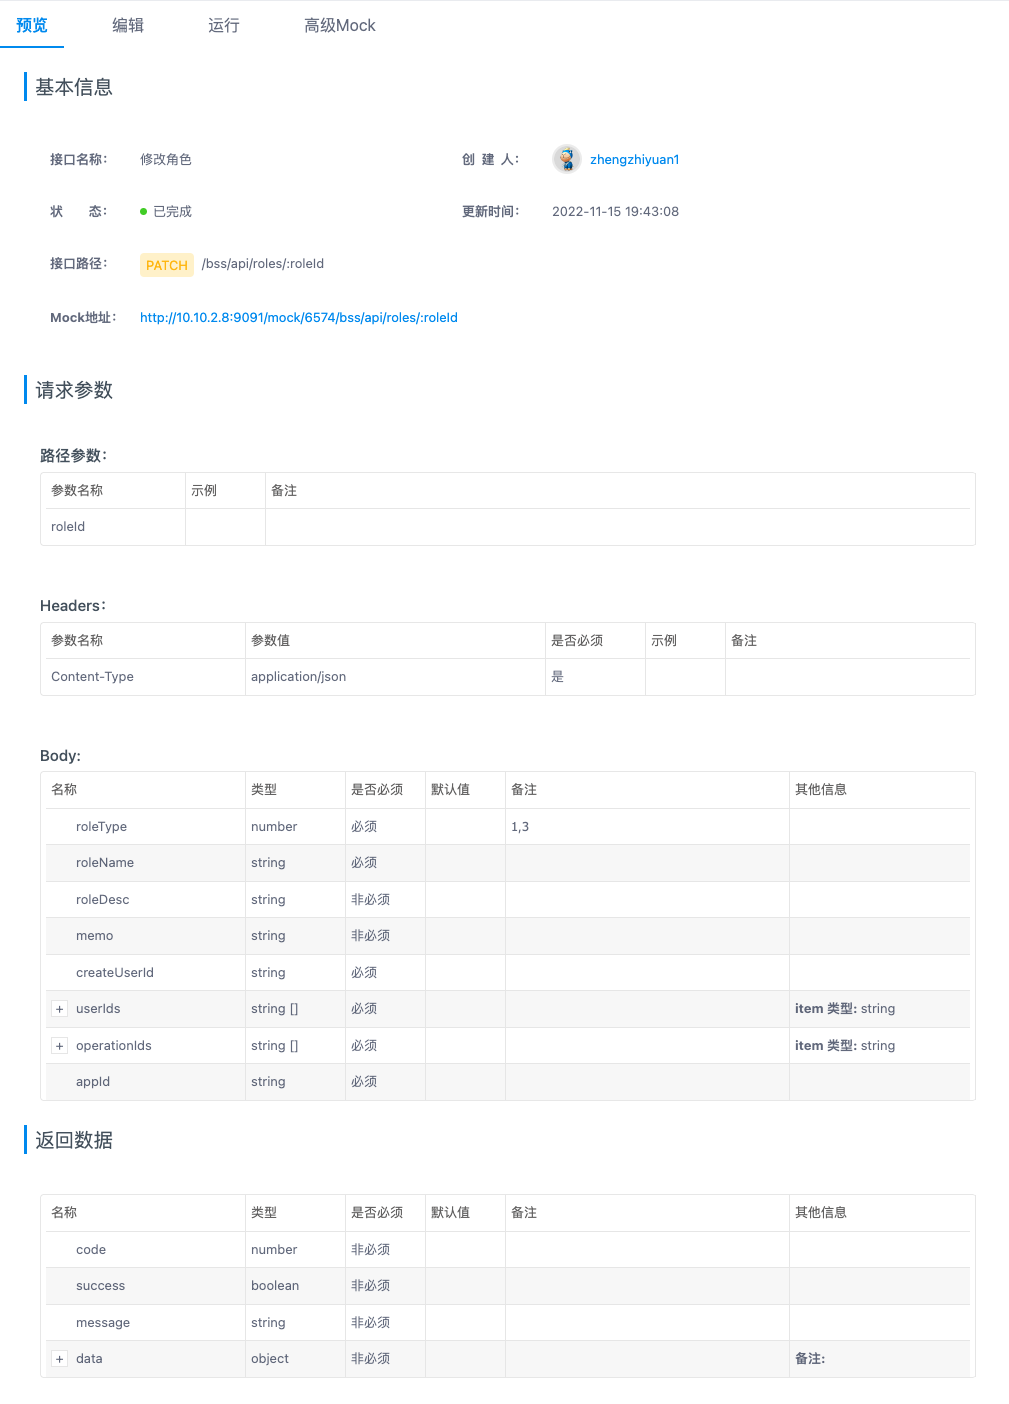 预览 编辑 运行 高级Mock
基本信息
接口名称： 修改角色 创 建 人： zhengzhiyuan1
状 态： 已完成 更新时间： 2022-11-15 19:43:08
接口路径： PATCH /bss/api/roles/:roleId
Mock地址： http://10.10.2.8:9091/mock/6574/bss/api/roles/:roleId
请求参数
路径参数：
参数名称 示例 备注
roleId
Headers：
参数名称 参数值 是否必须 示例 备注
Content-Type application/json 是
Body:
名称 类型 是否必须 默认值 备注 其他信息
roleType number 必须 1,3
roleName string 必须
roleDesc string 非必须
memo string 非必须
createUserId string 必须
+ userIds string [] 必须 item 类型: string
+ operationIds string [] 必须 item 类型: string
appId string 必须
返回数据
名称 类型 是否必须 默认值 备注 其他信息
code number 非必须
success boolean 非必须
message string 非必须
+ data object 非必须 备注: